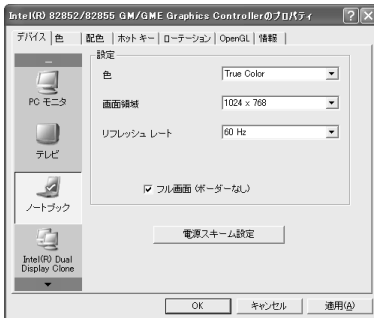 Intel(R) 82852/82855 GM/GME Graphics Controllerのプロパティ
デバイス 色 配色 ホット キー ローテーション OpenGL 情報
設定
色 True Color
PC モニタ
画面領域 1024 x 768
リフレッシュ レート 60 Hz
テレビ
フル画面 (ボーダーなし)
ノートブック
電源スキーム設定
Intel(R) Dual
Display Clone
OK キャンセル 適用(A)